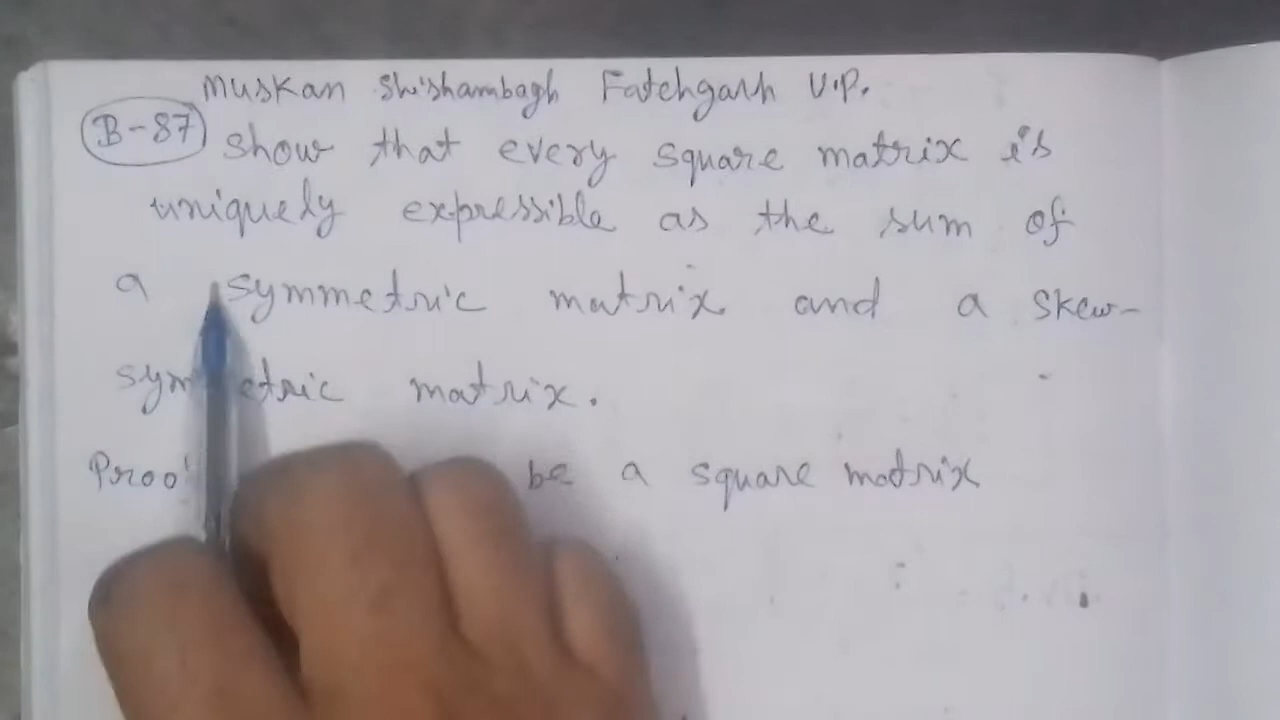 Muskan Shishambagh Fatehgarh U.P.
B-87 show that every square matrix is
uniquely expressible as the sum of
a symmetric matrix and a skew-
matrix.
be a square matrix